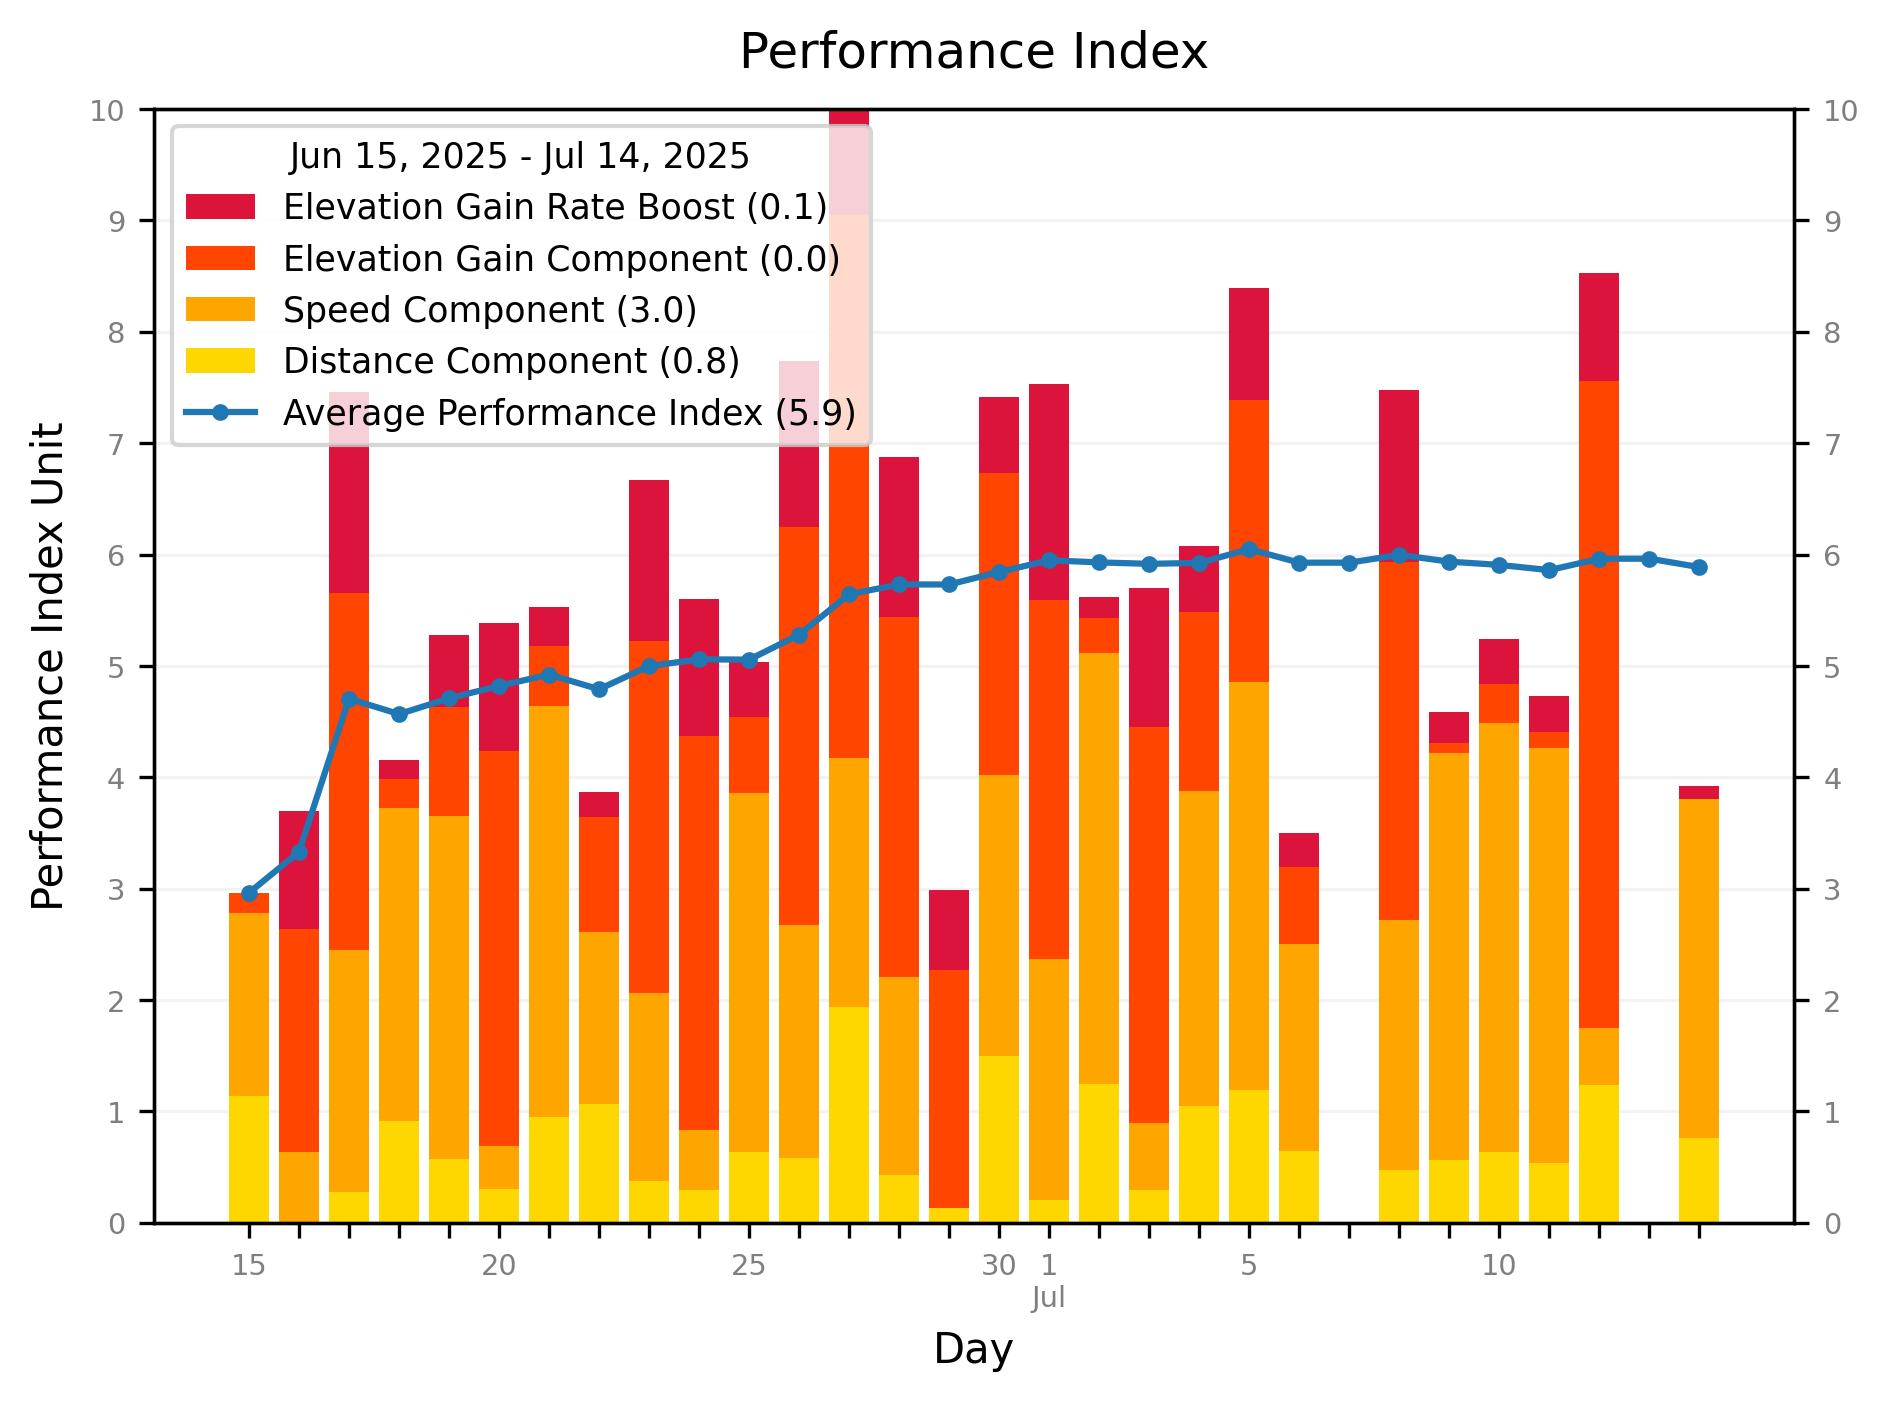 Performance Index
Jun 15, 2025 - Jul 14, 2025
Elevation Gain Rate Boost (0.1)
Elevation Gain Component (0.0)
Speed Component (3.0)
Distance Component (0.8)
Average Performance Index (5.9)
Performance Index Unit
10
9
8
7
6
5
4
3
2
1
0
10
9
8
7
6
5
4
3
2
1
0
15 20 25 30 1 5 10
Jul
Day